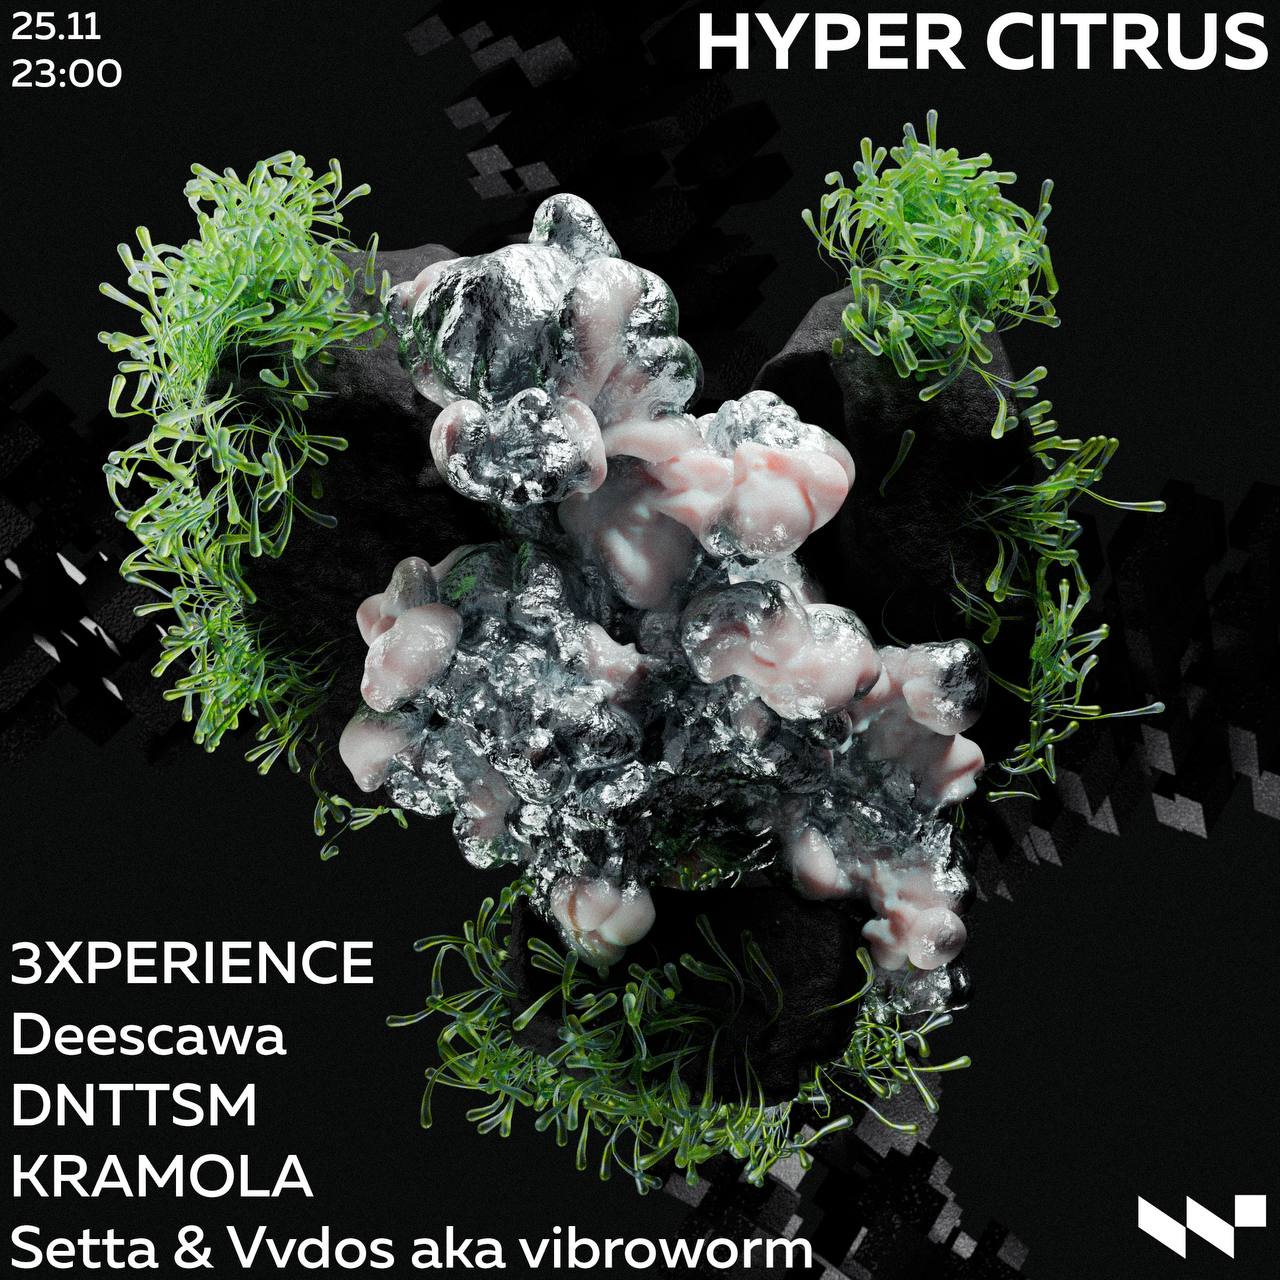 25.11
23:00
HYPER CITRUS
3XPERIENCE
Deescawa
DNTTSM
KRAMOLA
Setta & Vvdos aka vibroworm